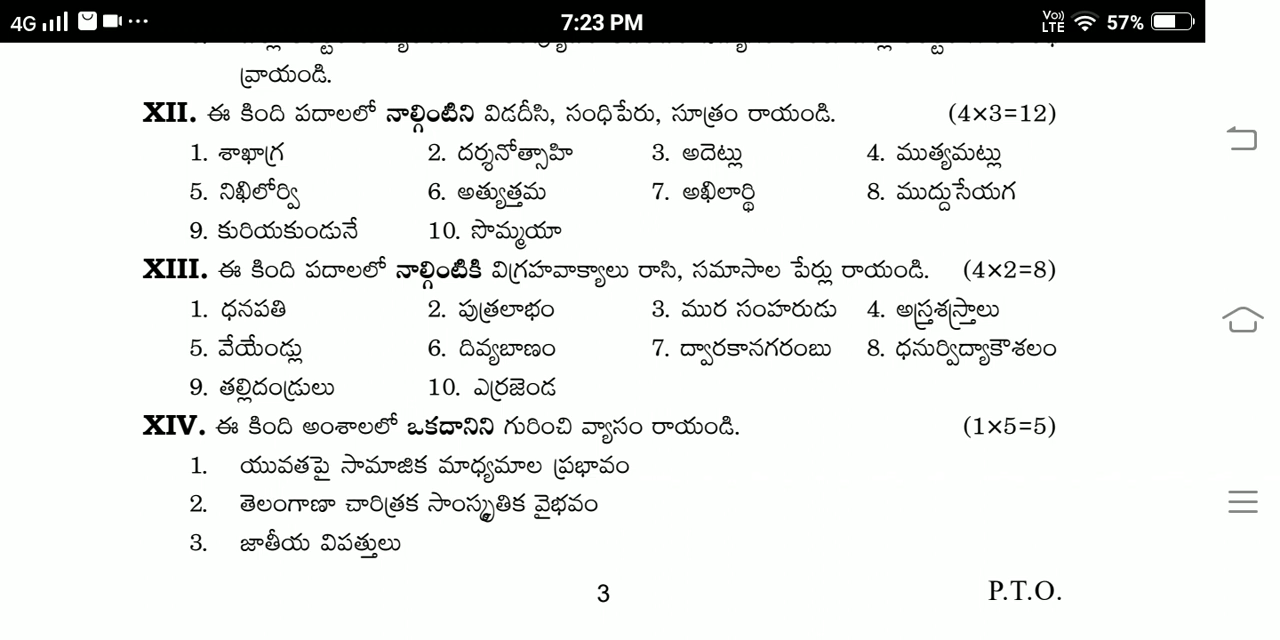 4G 7:23 PM Vo)) LTE 57%
వ్రాయండి.
XII. ఈ కింది పదాలలో నాల్గింటిని విడదీసి, సంధిపేరు, సూత్రం రాయండి. (4×3=12)
1. శాఖాగ్ర 2. దర్శనోత్సాహి 3. అదెట్లు 4. ముత్యమట్లు
5. నిఖిలోర్వి 6. అత్యుత్తమ 7. అఖిలార్థి 8. ముద్దుసేయగ
9. కురియకుండునే 10. సొమ్మయా
XIII. ఈ కింది పదాలలో నాల్గింటికి విగ్రహవాక్యాలు రాసి, సమాసాల పేర్లు రాయండి. (4×2=8)
1. ధనపతి 2. పుత్రలాభం 3. ముర సంహరుడు 4. అస్త్రశస్త్రాలు
5. వేయేండ్లు 6. దివ్యబాణం 7. ద్వారకానగరంబు 8. ధనుర్విద్యాకౌశలం
9. తల్లిదండ్రులు 10. ఎర్రజెండ
XIV. ఈ కింది అంశాలలో ఒకదానిని గురించి వ్యాసం రాయండి. (1×5=5)
1. యువతపై సామాజిక మాధ్యమాల ప్రభావం
2. తెలంగాణా చారిత్రక సాంస్కృతిక వైభవం
3. జాతీయ విపత్తులు
3 P.T.O.